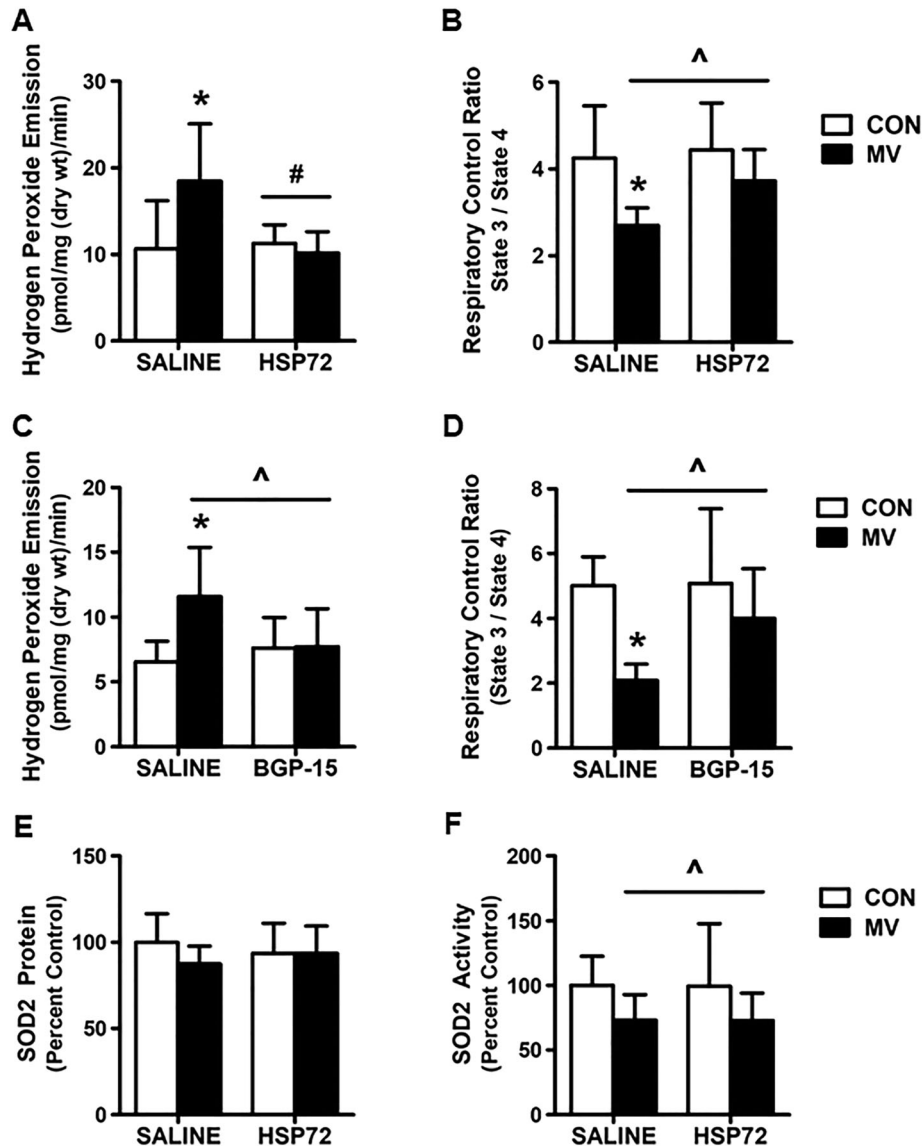 A
Hydrogen Peroxide Emission
(pmol/mg (dry wt)/min)
30
20
10
0
*
#
SALINE
HSP72
B
Respiratory Control Ratio
State 3 / State 4
6
4
2
0
^
*
SALINE
HSP72
CON
MV
C
Hydrogen Peroxide Emission
(pmol/mg (dry wt)/min)
20
15
10
5
0
^
*
SALINE
BGP-15
D
Respiratory Control Ratio
(State 3 / State 4)
8
6
4
2
0
^
*
SALINE
BGP-15
CON
MV
E
SOD2 Protein
(Percent Control)
150
100
50
0
SALINE
HSP72
F
SOD2 Activity
(Percent Control)
200
150
100
50
0
^
SALINE
HSP72
CON
MV